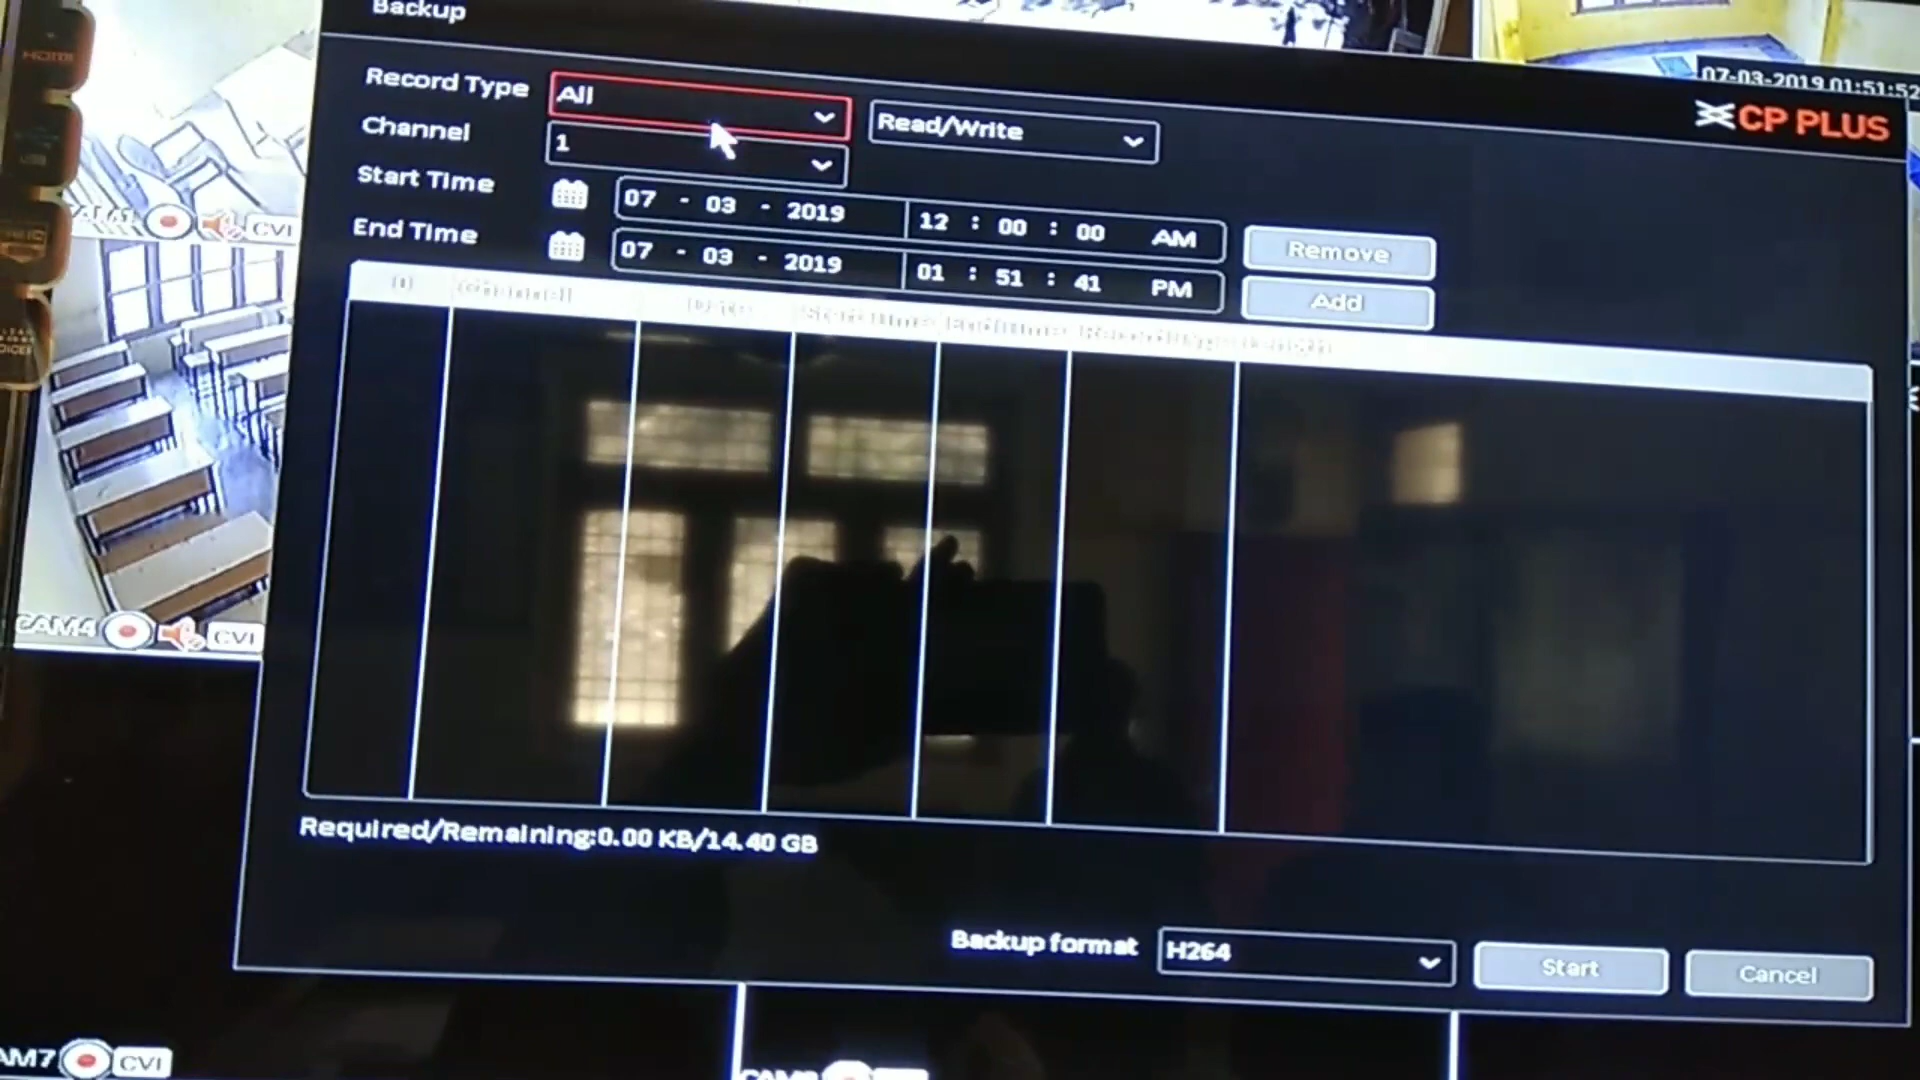 Backup
HDMI
07-03-2019 01:51:52
CP PLUS
Record Type All Read/Write
Channel 1
Start Time 07 - 03 - 2019 12 : 00 : 00 AM
End Time 07 - 03 - 2019 01 : 51 : 41 PM
Remove
Add
CVI
CAM4 CVI
Required/Remaining:0.00 KB/14.40 GB
Backup format H264 Start Cancel
AM7 CVI